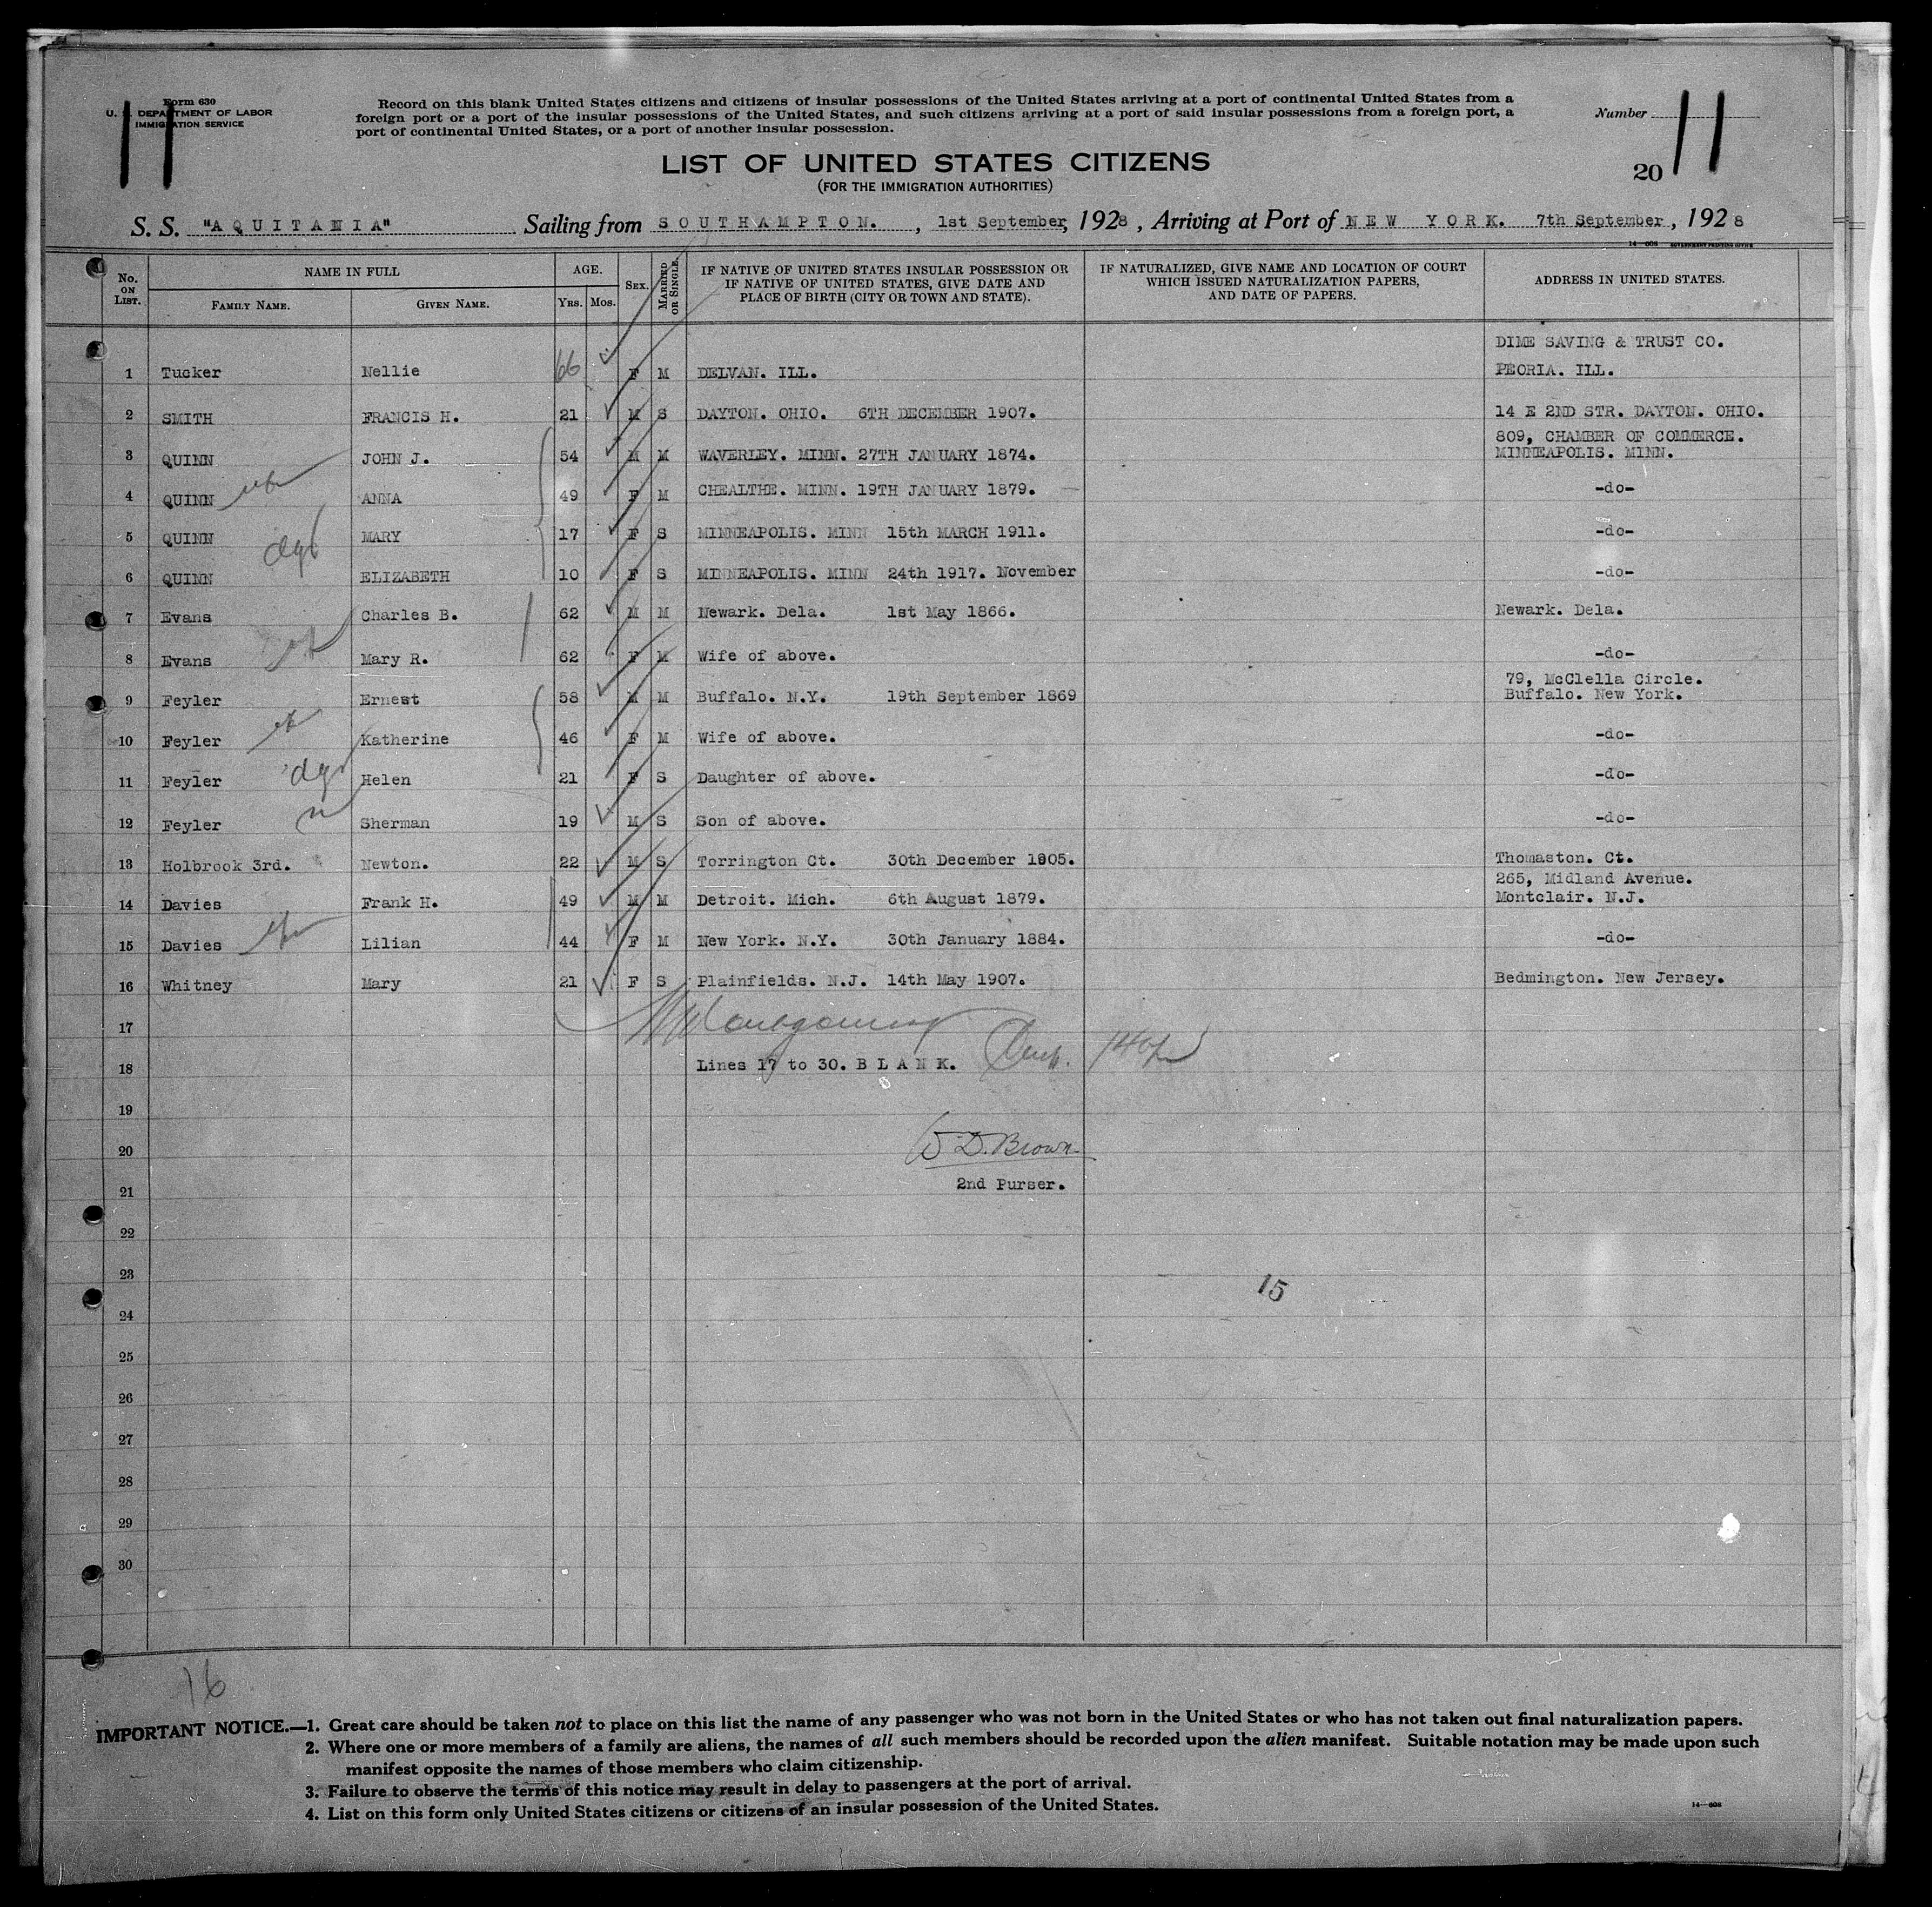 Form 630
U. S. DEPARTMENT OF LABOR
IMMIGRATION SERVICE
11
Record on this blank United States citizens and citizens of insular possessions of the United States arriving at a port of continental United States from a
foreign port or a port of the insular possessions of the United States, and such citizens arriving at a port of said insular possessions from a foreign port, a
port of continental United States, or a port of another insular possession.
Number 11
20
LIST OF UNITED STATES CITIZENS
(FOR THE IMMIGRATION AUTHORITIES)
S. S. "AQUITANIA" Sailing from SOUTHAMPTON. , 1st September, 1928, Arriving at Port of NEW YORK. 7th September, 1928
14—608 GOVERNMENT PRINTING OFFICE
No. ON LIST. NAME IN FULL FAMILY NAME. GIVEN NAME. AGE. YRS. MOS. SEX. MARRIED OR SINGLE. IF NATIVE OF UNITED STATES INSULAR POSSESSION OR IF NATIVE OF UNITED STATES, GIVE DATE AND PLACE OF BIRTH (CITY OR TOWN AND STATE). IF NATURALIZED, GIVE NAME AND LOCATION OF COURT WHICH ISSUED NATURALIZATION PAPERS, AND DATE OF PAPERS. ADDRESS IN UNITED STATES.
DIME SAVING & TRUST CO.
1 Tucker Nellie 66 F M DELVAN. ILL. PEORIA. ILL.
2 SMITH FRANCIS H. 21 M S DAYTON. OHIO. 6TH DECEMBER 1907. 14 E 2ND STR. DAYTON. OHIO.
809, CHAMBER OF COMMERCE.
3 QUINN JOHN J. 54 M M WAVERLEY. MINN. 27TH JANUARY 1874. MINNEAPOLIS. MINN.
4 QUINN wf ANNA 49 F M CHEALTHE. MINN. 19TH JANUARY 1879. -do-
5 QUINN dgt MARY 17 F S MINNEAPOLIS. MINN 15th MARCH 1911. -do-
6 QUINN ELIZABETH 10 F S MINNEAPOLIS. MINN 24th 1917. November -do-
7 Evans Charles B. 62 M M Newark. Dela. 1st May 1866. Newark. Dela.
8 Evans wf Mary R. 62 F M Wife of above. -do-
79, McClella Circle.
9 Feyler Ernest 58 M M Buffalo. N.Y. 19th September 1869 Buffalo. New York.
10 Feyler wf Katherine 46 F M Wife of above. -do-
11 Feyler dgt Helen 21 F S Daughter of above. -do-
12 Feyler Sherman 19 M S Son of above. -do-
13 Holbrook 3rd. Newton. 22 M S Torrington Ct. 30th December 1905. Thomaston. Ct.
265, Midland Avenue.
14 Davies Frank H. 49 M M Detroit. Mich. 6th August 1879. Montclair. N.J.
15 Davies wf Lilian 44 F M New York. N.Y. 30th January 1884. -do-
16 Whitney Mary 21 F S Plainfields. N.J. 14th May 1907. Bedmington. New Jersey.
17 Montgomery
18 Lines 17 to 30. BLANK.
19
20 W D. Brown
21 2nd Purser.
22
23 15
24
25
26
27
28
29
30
16
IMPORTANT NOTICE.—1. Great care should be taken not to place on this list the name of any passenger who was not born in the United States or who has not taken out final naturalization papers.
2. Where one or more members of a family are aliens, the names of all such members should be recorded upon the alien manifest. Suitable notation may be made upon such
manifest opposite the names of those members who claim citizenship.
3. Failure to observe the terms of this notice may result in delay to passengers at the port of arrival.
4. List on this form only United States citizens or citizens of an insular possession of the United States.
14—608